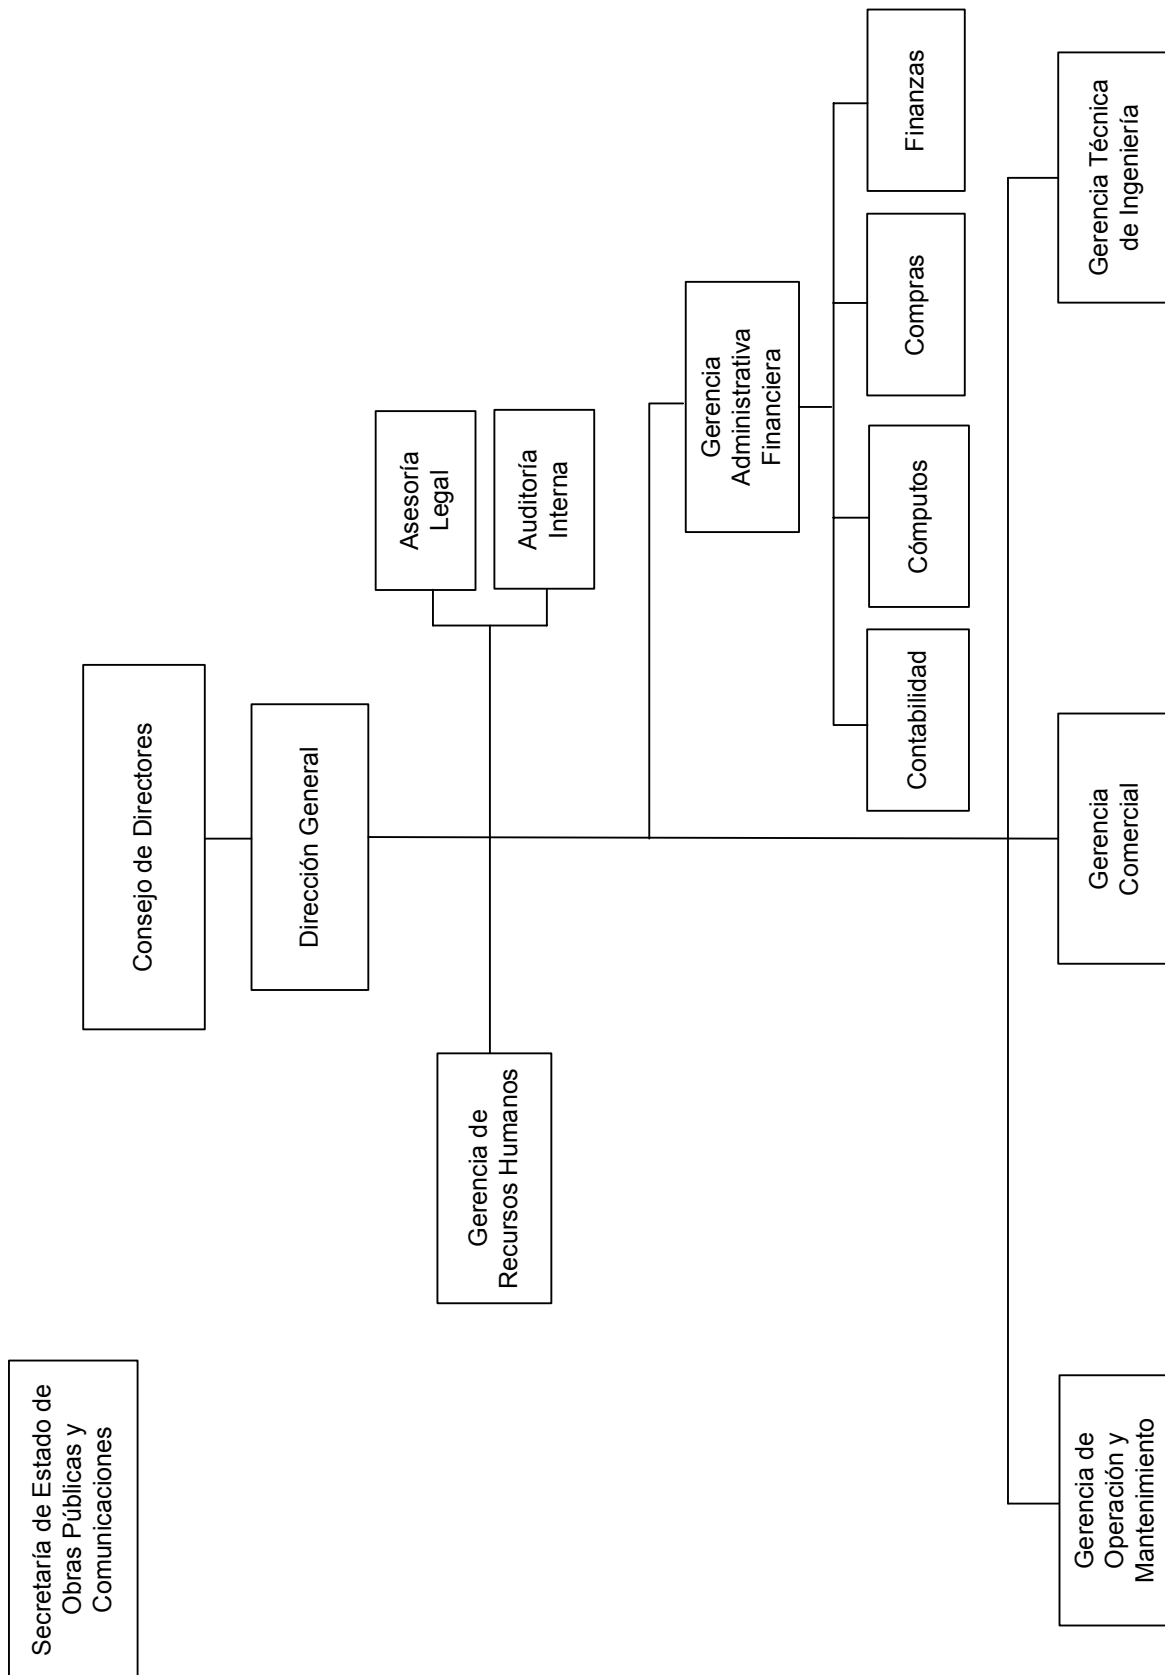 Secretaría de Estado de
Obras Públicas y
Comunicaciones
Consejo de Directores
Dirección General
Asesoría
Legal
Gerencia de
Recursos Humanos
Auditoría
Interna
Gerencia
Administrativa
Financiera
Contabilidad
Cómputos
Compras
Finanzas
Gerencia de
Operación y
Mantenimiento
Gerencia
Comercial
Gerencia Técnica
de Ingeniería